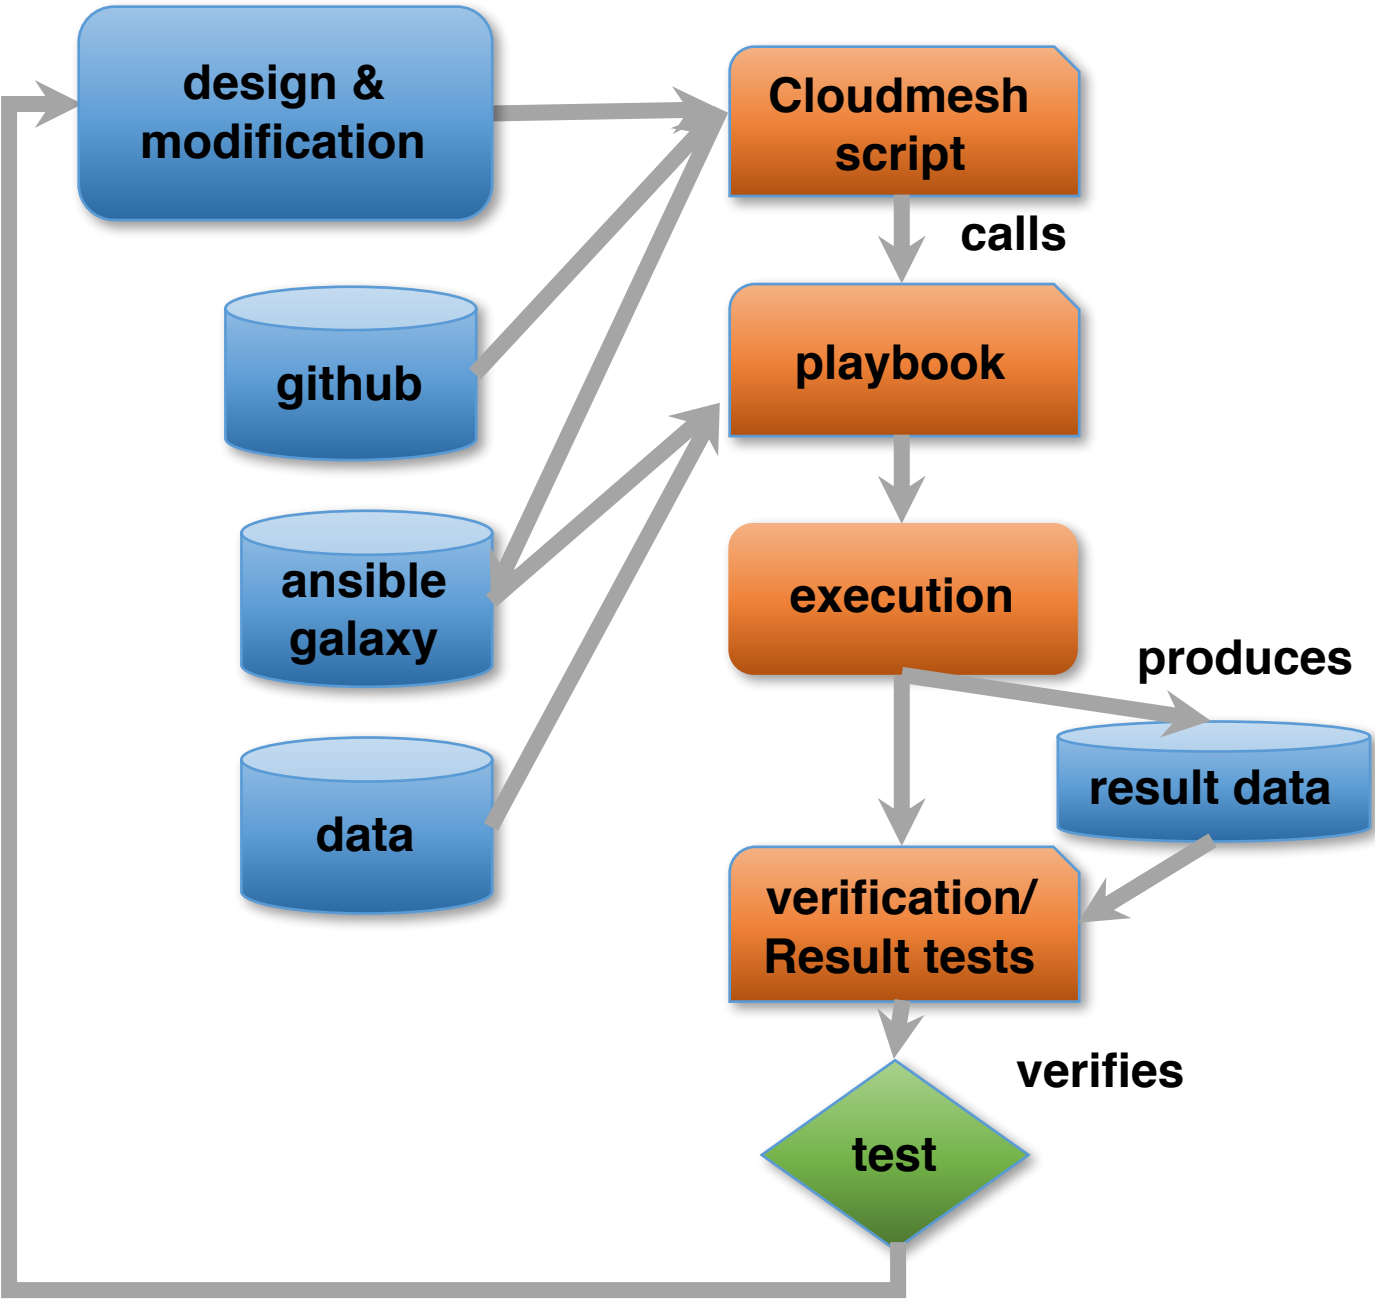 design &
modification
Cloudmesh
script
calls
github
playbook
ansible
galaxy
execution
produces
data
result data
verification/
Result tests
verifies
test